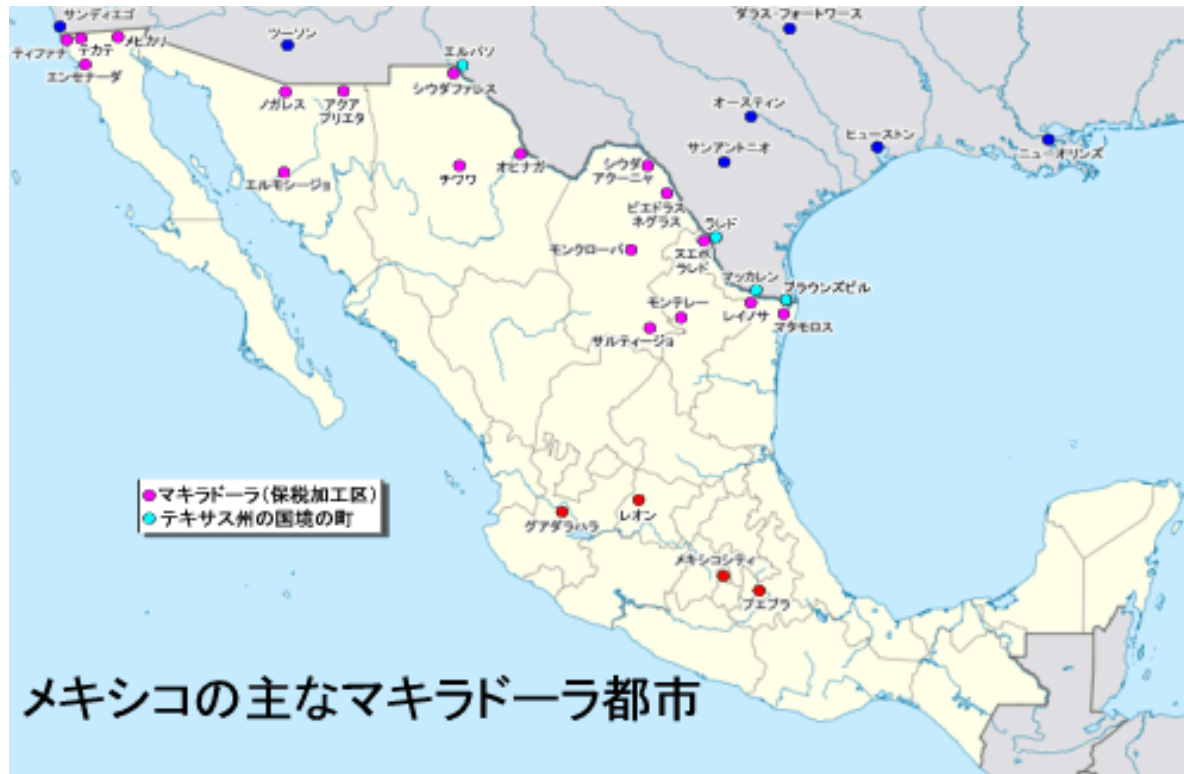 サンディエゴ
ティファナ
テカテ
メヒカリ
エンセナーダ
ツーソン
ノガレス
アグア
プリエタ
エルモシージョ
エルパソ
シウダフアレス
チワワ
オヒナガ
ダラス・フォートワース
オースティン
サンアントニオ
ヒューストン
ニューオリンズ
シウダ
アクーニャ
ピエドラス
ネグラス
モンクローバ
ラレド
ヌエボ
ラレド
マッカレン
ブラウンズビル
モンテレー
レイノサ
マタモロス
サルティージョ
マキラドーラ(保税加工区)
テキサス州の国境の町
グアダラハラ
レオン
メキシコシティ
プエブラ
メキシコの主なマキラドーラ都市